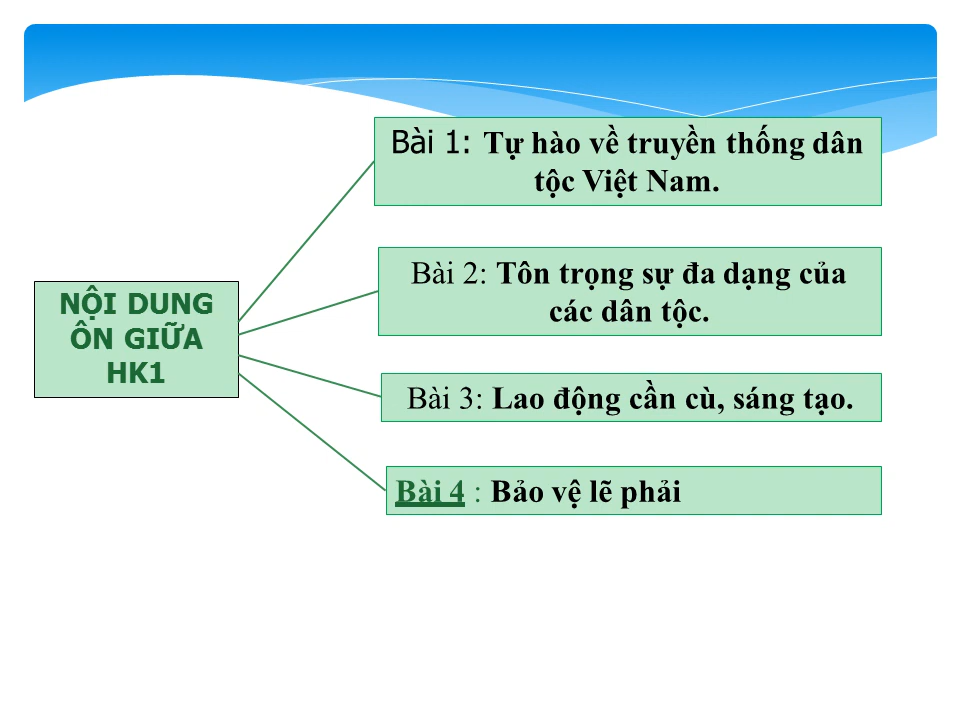 Bài 1: Tự hào về truyền thống dân
tộc Việt Nam.
Bài 2: Tôn trọng sự đa dạng của
các dân tộc.
NỘI DUNG
ÔN GIỮA
HK1
Bài 3: Lao động cần cù, sáng tạo.
Bài 4 : Bảo vệ lẽ phải